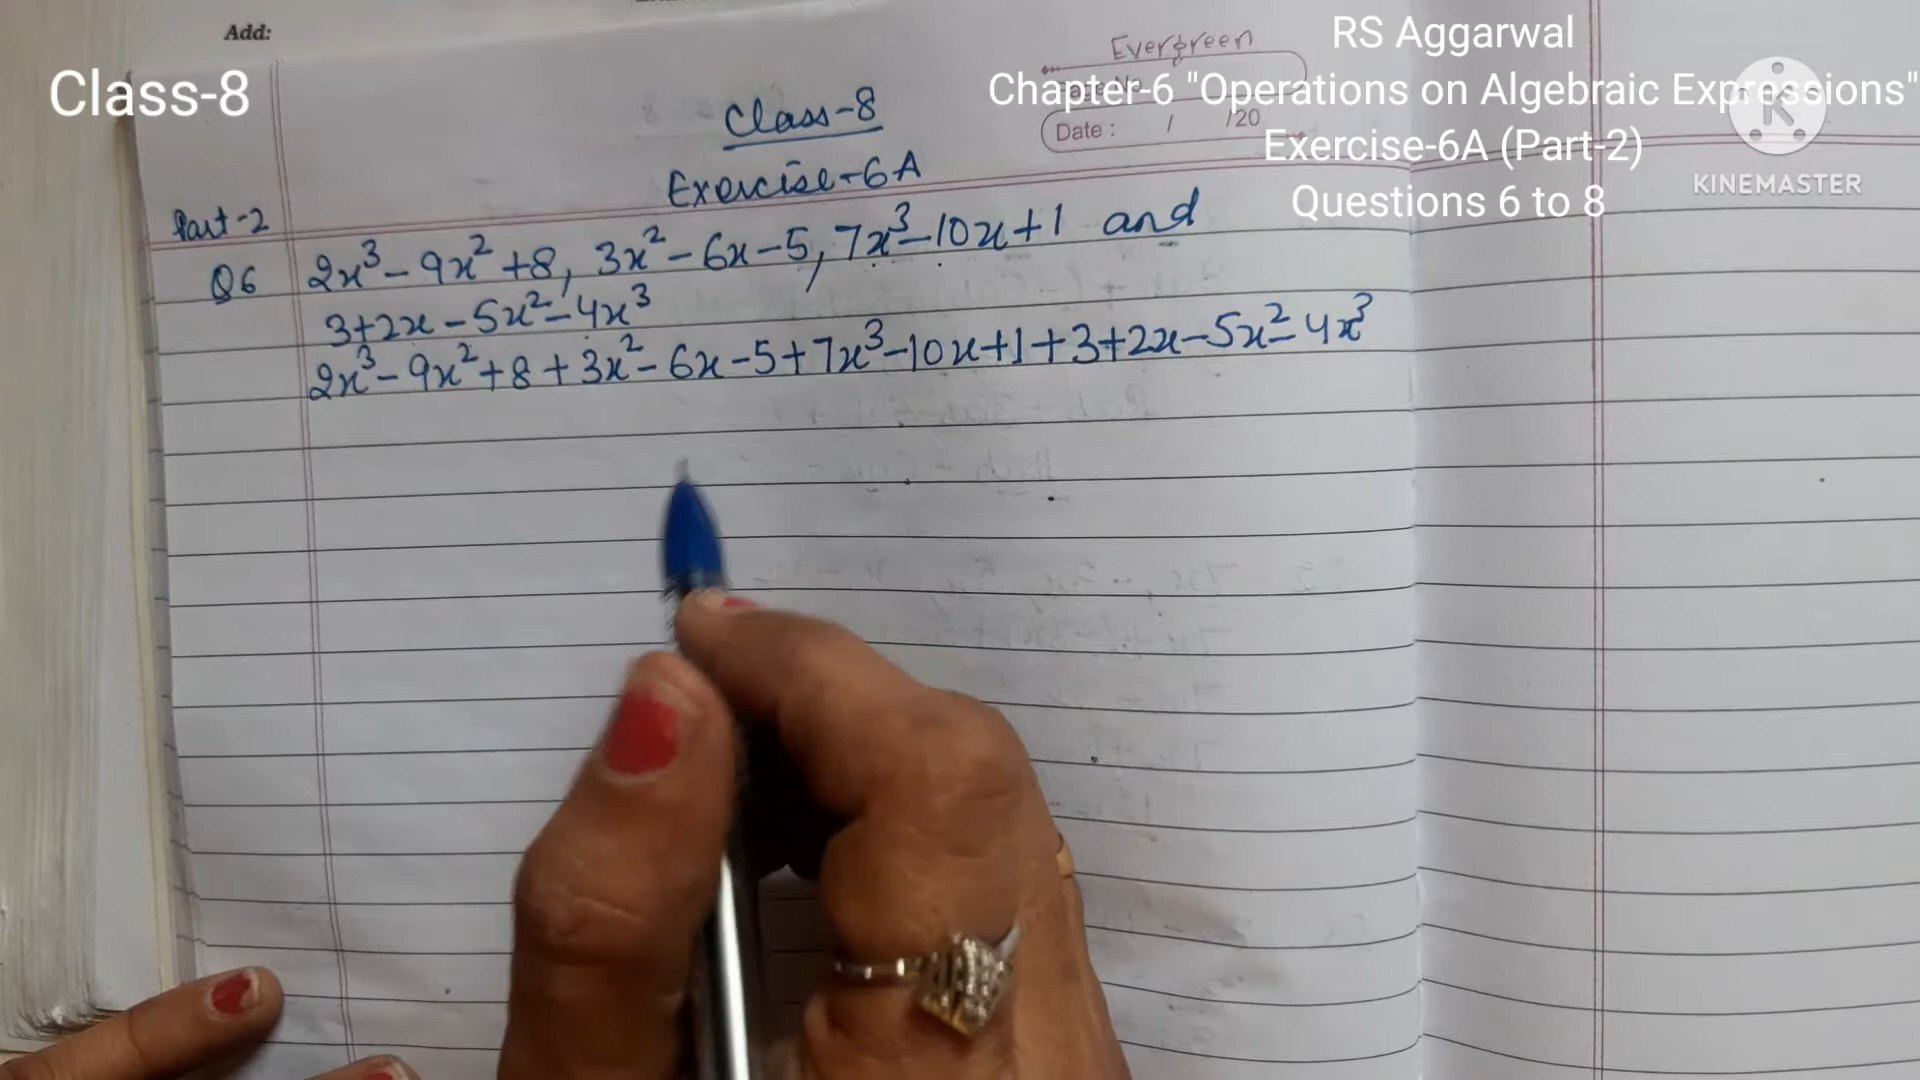 Add:
Class-8
RS Aggarwal
Chapter-6 "Operations on Algebraic Expressions"
Exercise-6A (Part-2)
Questions 6 to 8
KINEMASTER
Evergreen
Date : / /20
Class-8
Exercise-6A
Part-2
Q6 2x³-9x²+8, 3x²-6x-5, 7x³-10x+1 and
3+2x-5x²-4x³
2x³-9x²+8+3x²-6x-5+7x³-10x+1+3+2x-5x²-4x³